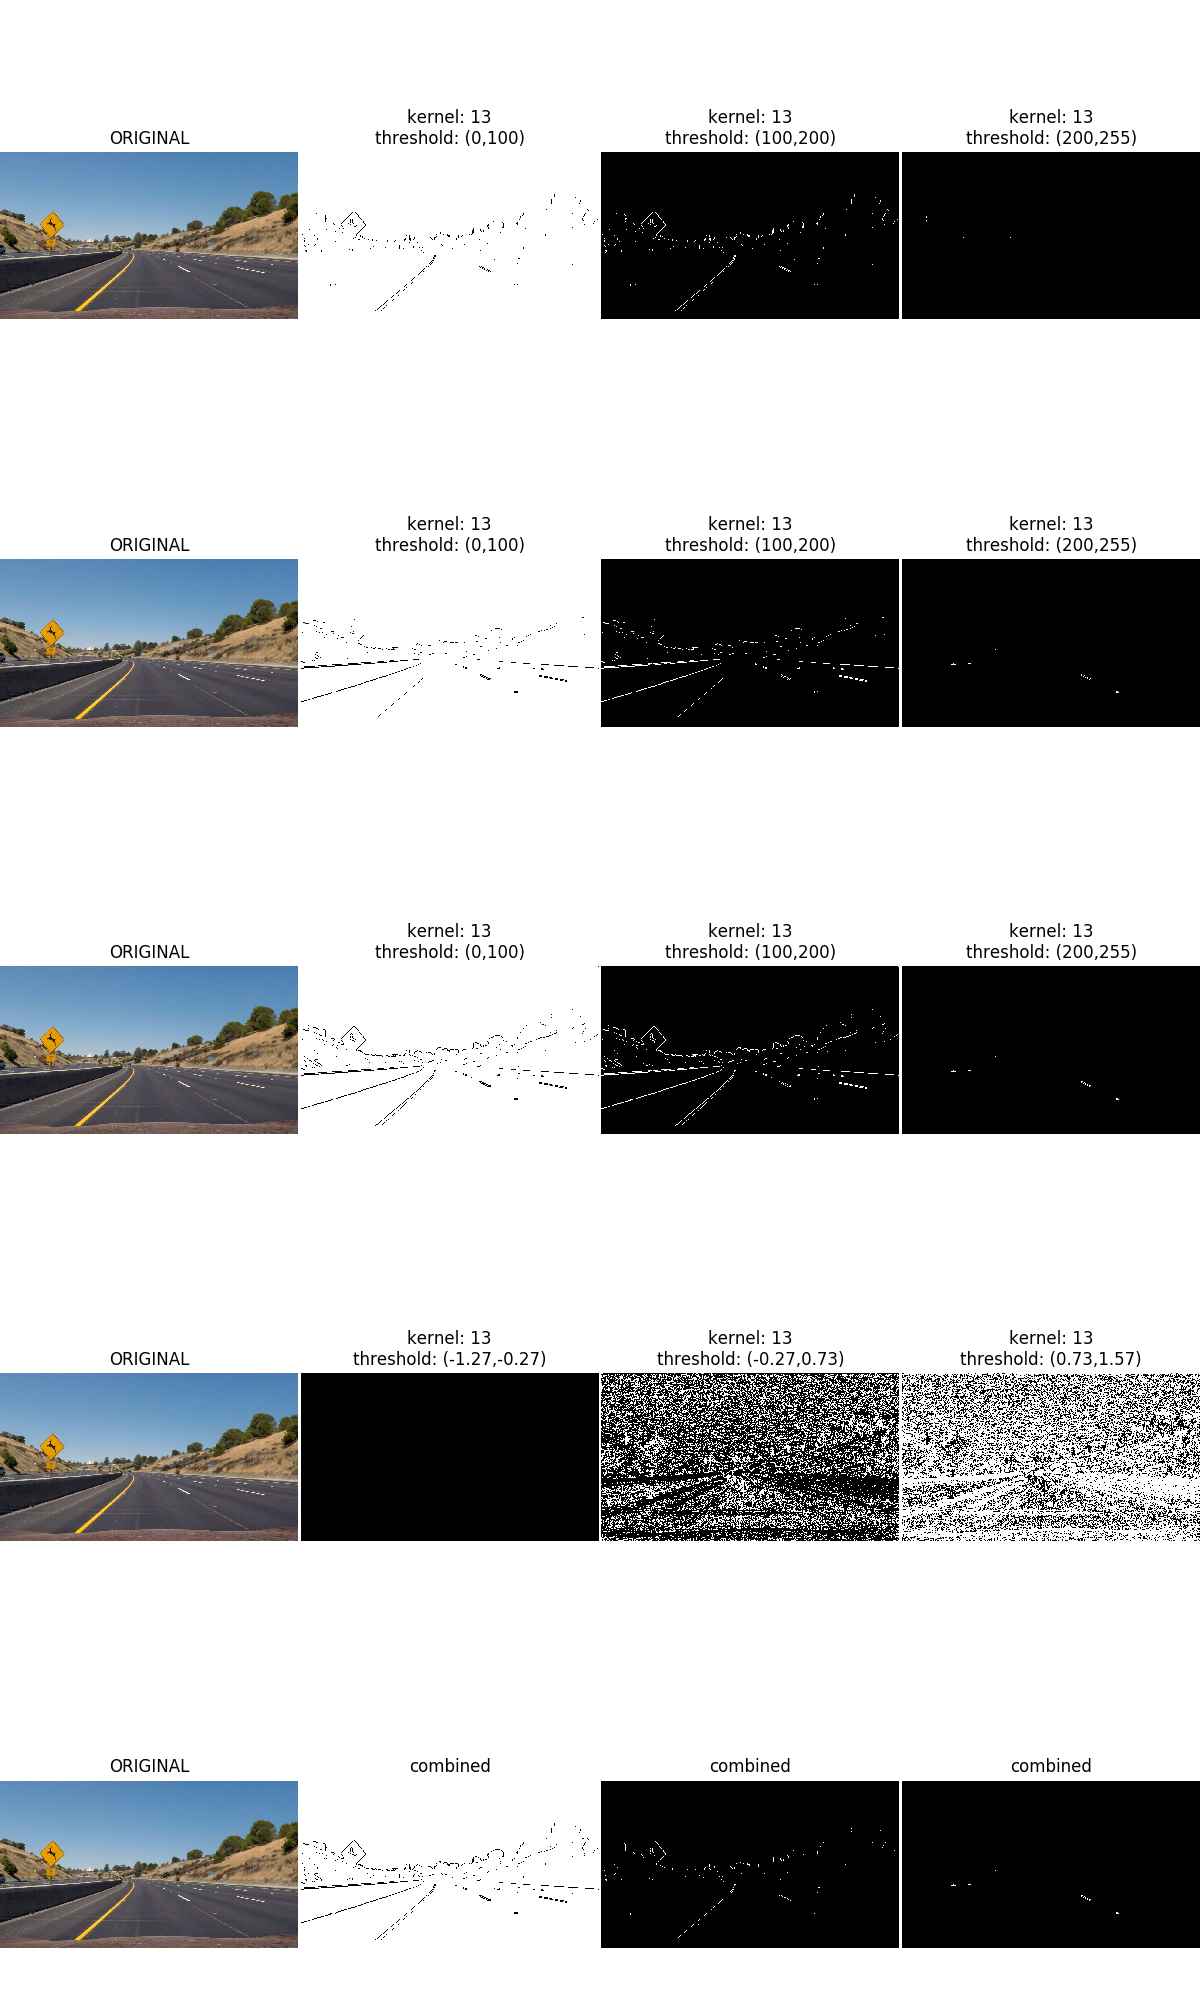 ORIGINAL
kernel: 13
threshold: (0,100)
kernel: 13
threshold: (100,200)
kernel: 13
threshold: (200,255)
ORIGINAL
kernel: 13
threshold: (0,100)
kernel: 13
threshold: (100,200)
kernel: 13
threshold: (200,255)
ORIGINAL
kernel: 13
threshold: (0,100)
kernel: 13
threshold: (100,200)
kernel: 13
threshold: (200,255)
ORIGINAL
kernel: 13
threshold: (-1.27,-0.27)
kernel: 13
threshold: (-0.27,0.73)
kernel: 13
threshold: (0.73,1.57)
ORIGINAL
combined
combined
combined